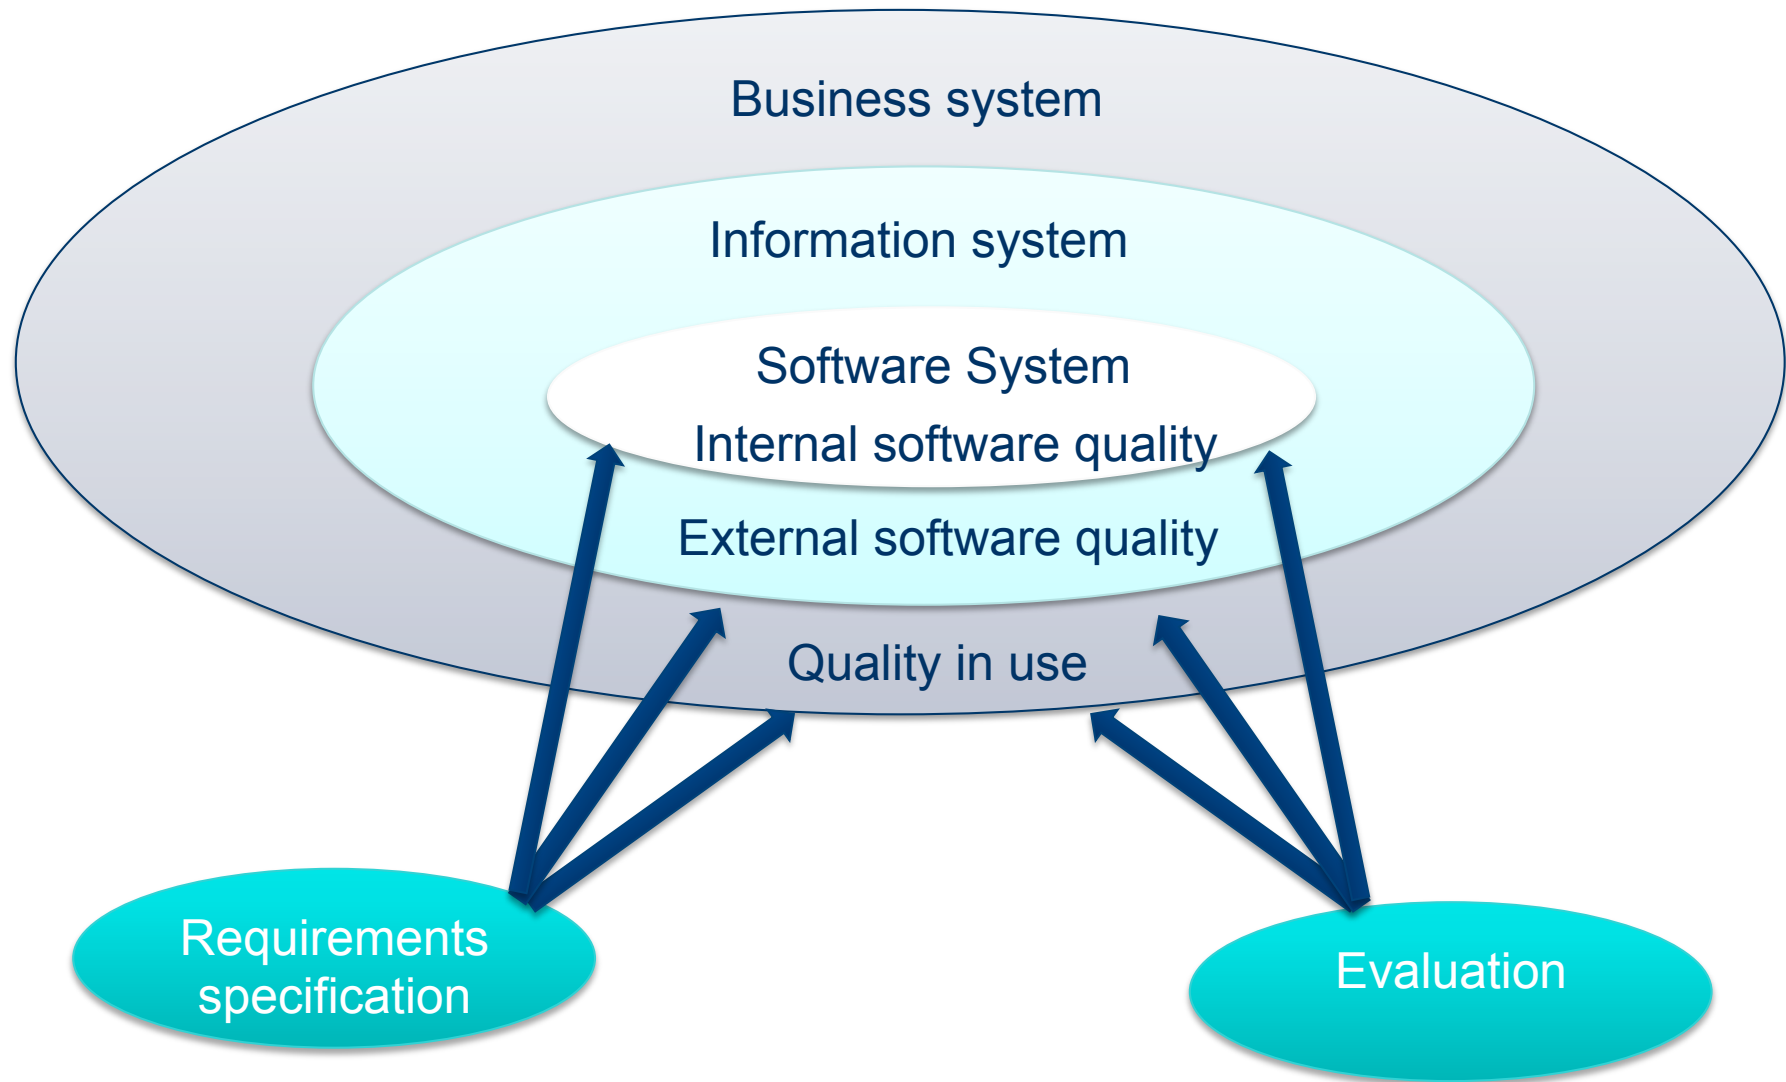 Business system
Information system
Software System
Internal software quality
External software quality
Quality in use
Requirements
specification
Evaluation